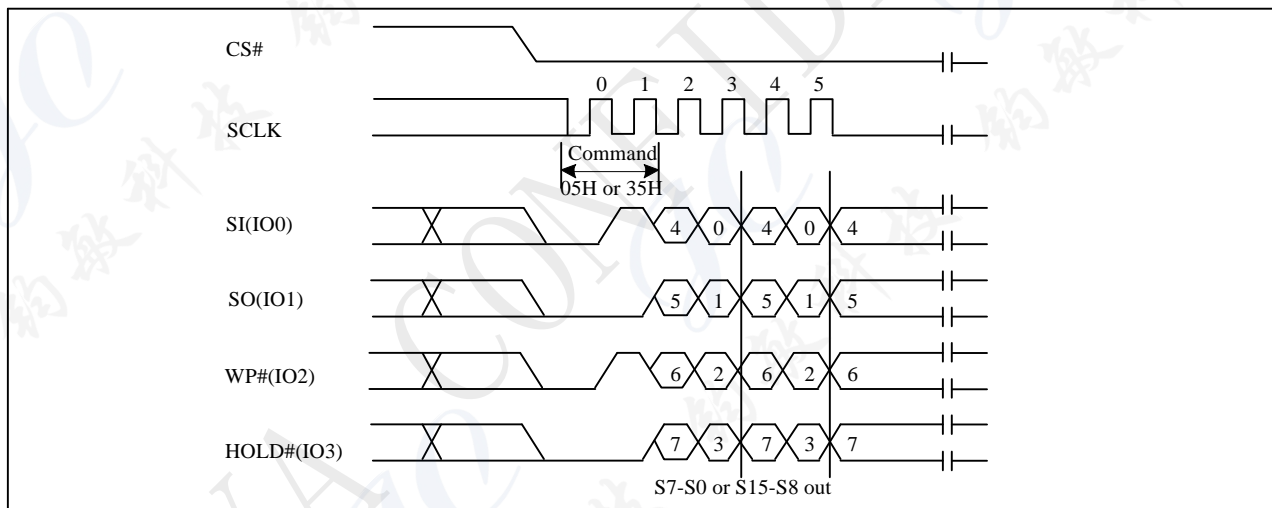 CS#
0 1 2 3 4 5
SCLK
Command
05H or 35H
SI(IO0) 4 0 4 0 4
SO(IO1) 5 1 5 1 5
WP#(IO2) 6 2 6 2 6
HOLD#(IO3) 7 3 7 3 7
S7-S0 or S15-S8 out